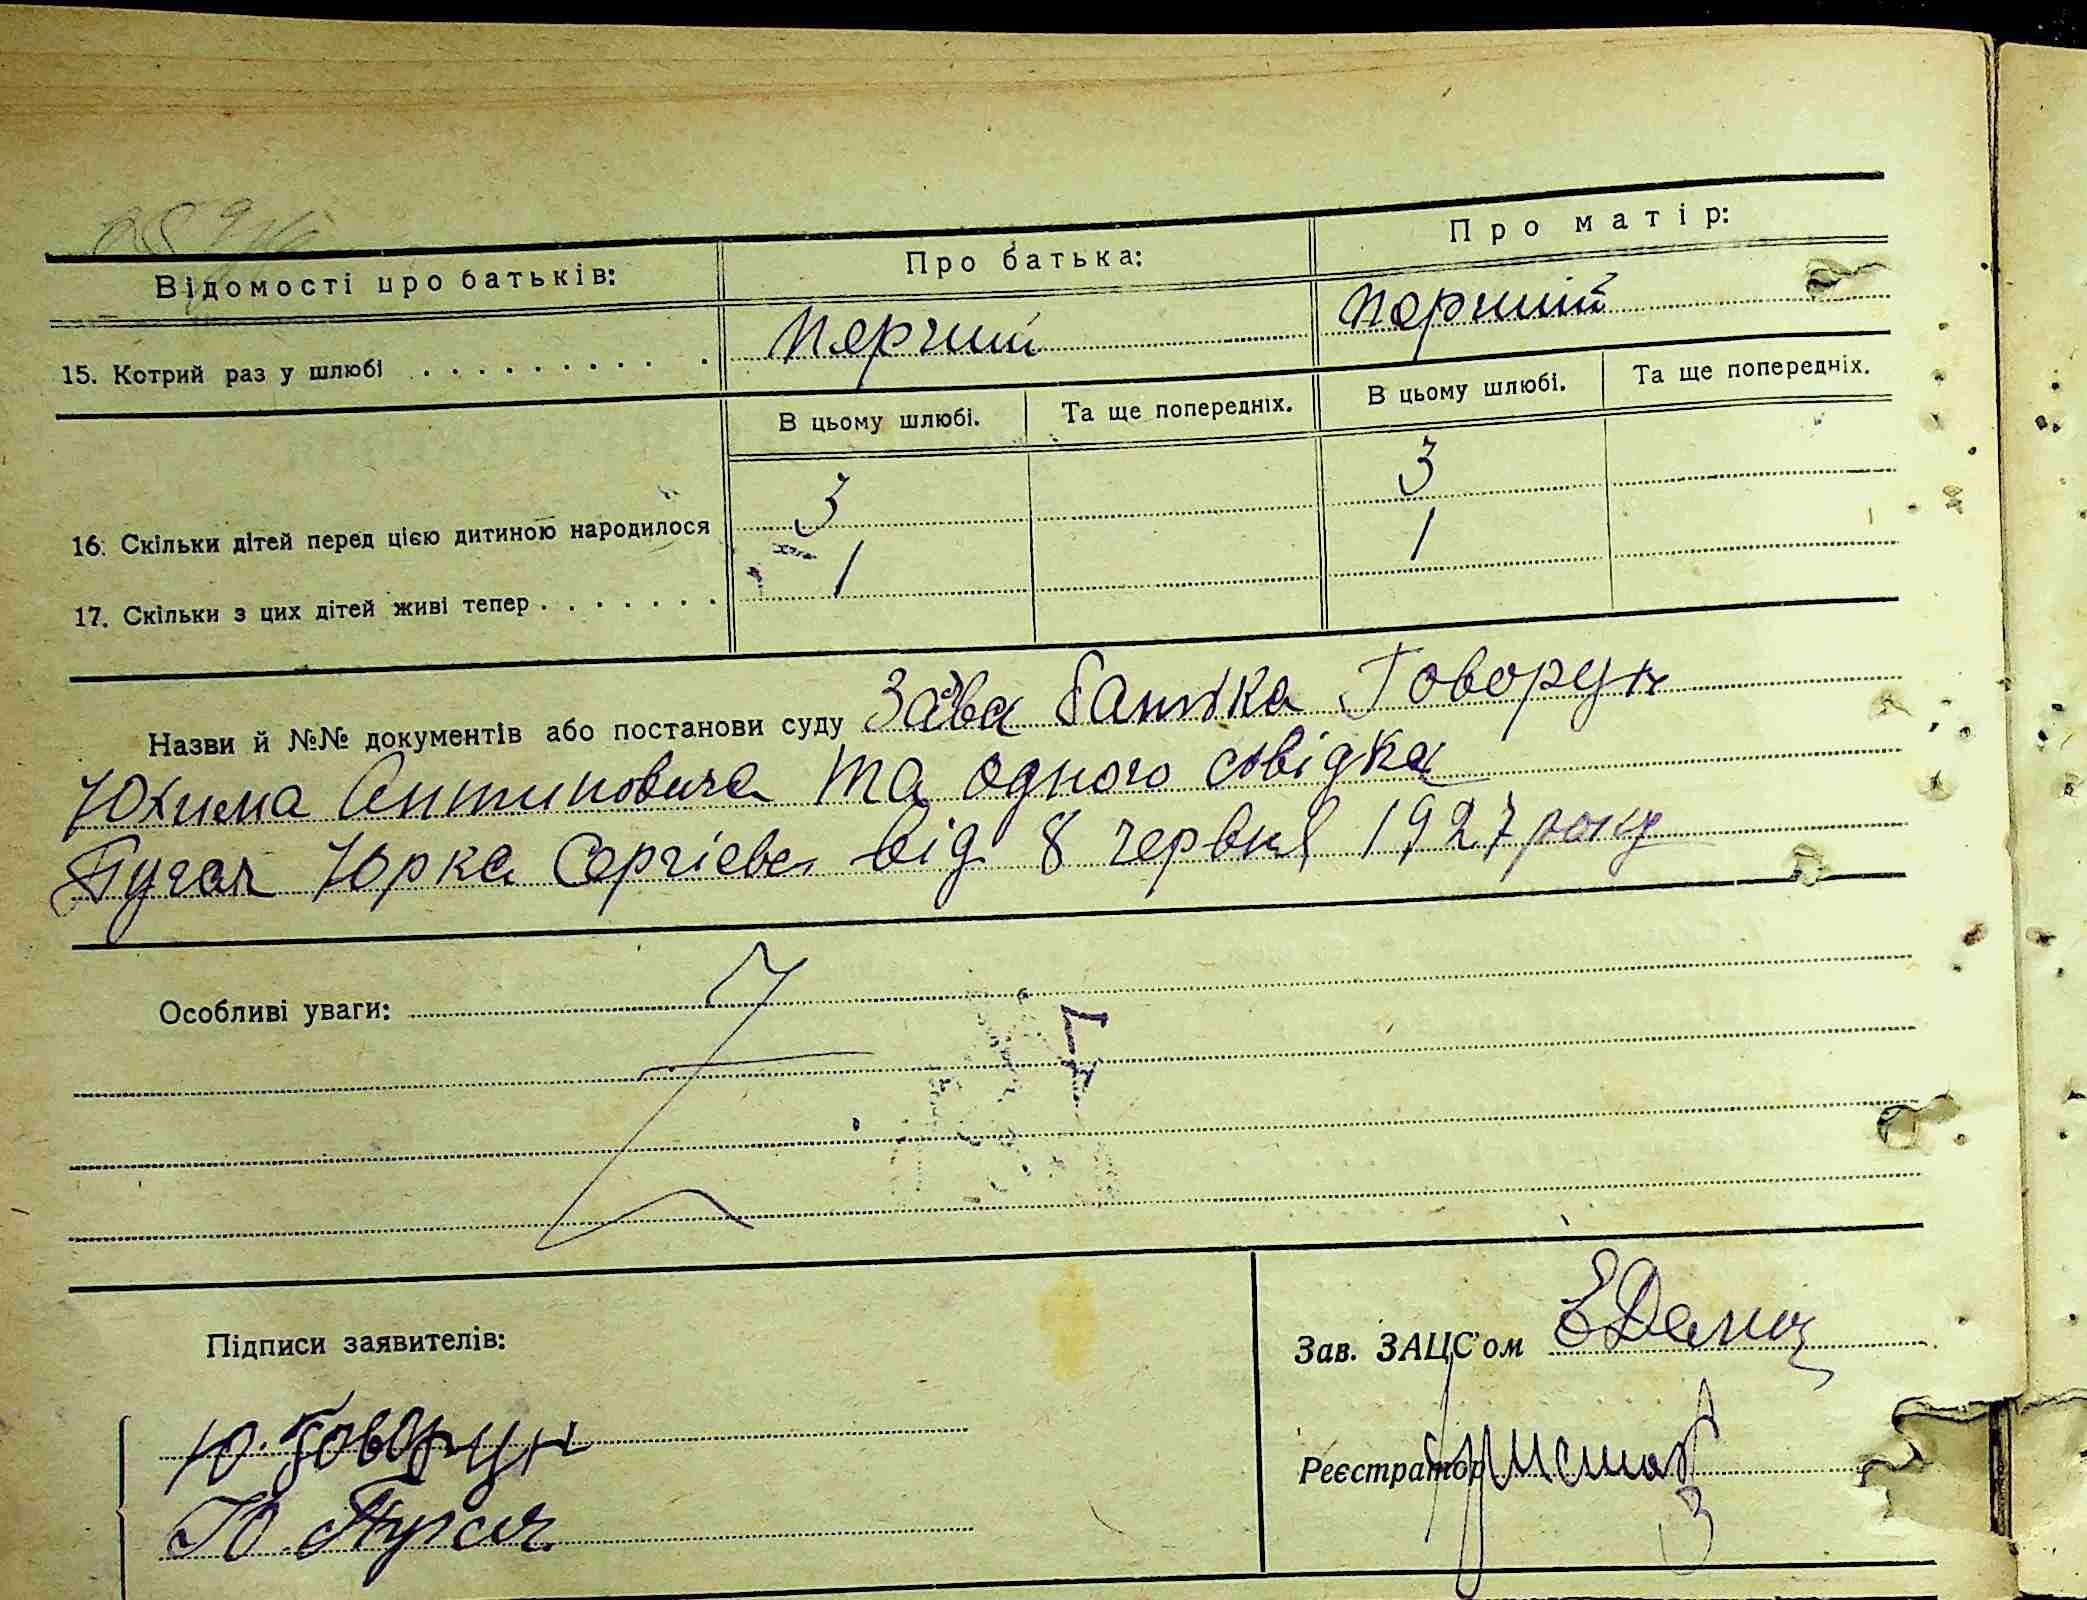 Відомості про батьків:
Про батька:
Про матір:
15. Котрий раз у шлюбі . . . . . . . . . . .
перший
перший
В цьому шлюбі.
Та ще попередніх.
В цьому шлюбі.
Та ще попередніх.
16. Скільки дітей перед цією дитиною народилося
3
3
17. Скільки з цих дітей живі тепер . . . . . . .
1
1
Назви й №№ документів або постанови суду Заява батька Говорун
Юхима Антиповича та одного свідка
Пугач Юрка Сергієва від 8 червня 1927 року
Особливі уваги:
Підписи заявителів:
Ю. Говорун
Ю. Пугач
Зав. ЗАЦС'ом
Реєстратор